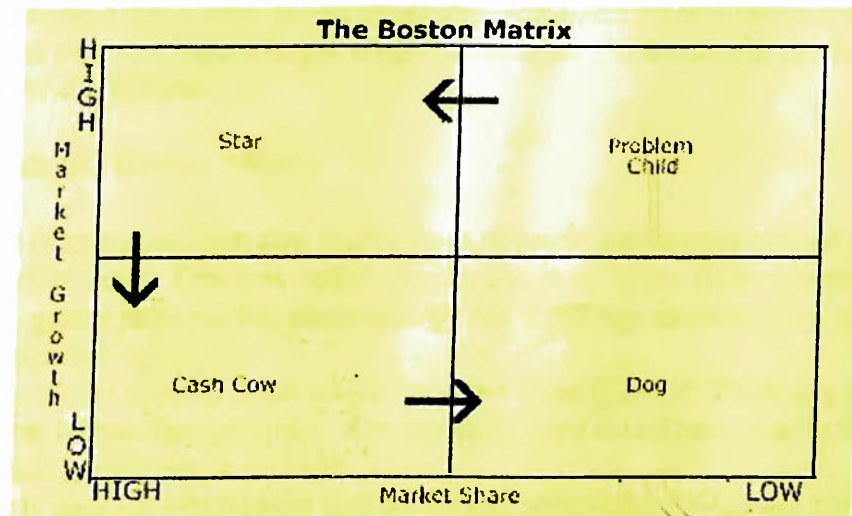 The Boston Matrix
HIGH
Market Growth
LOW
Star
Problem
Child
Cash Cow
Dog
HIGH
Market Share
LOW